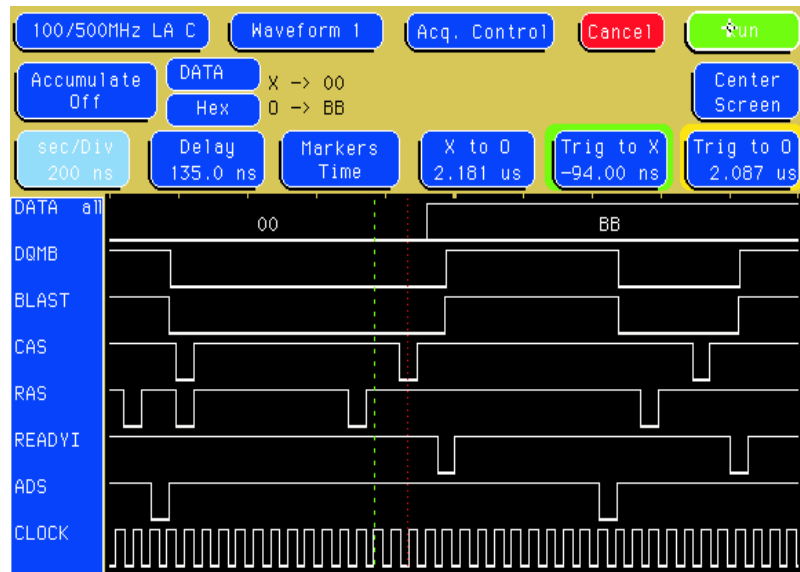 100/500MHz LA C Waveform 1 Acq. Control Cancel Run
Accumulate Off DATA X -> 00 Center Screen
Hex O -> BB
sec/Div Delay Markers X to O Trig to X Trig to O
200 ns 135.0 ns Time 2.181 us -94.00 ns 2.087 us
DATA all 00 BB
DQMB
BLAST
CAS
RAS
READYI
ADS
CLOCK